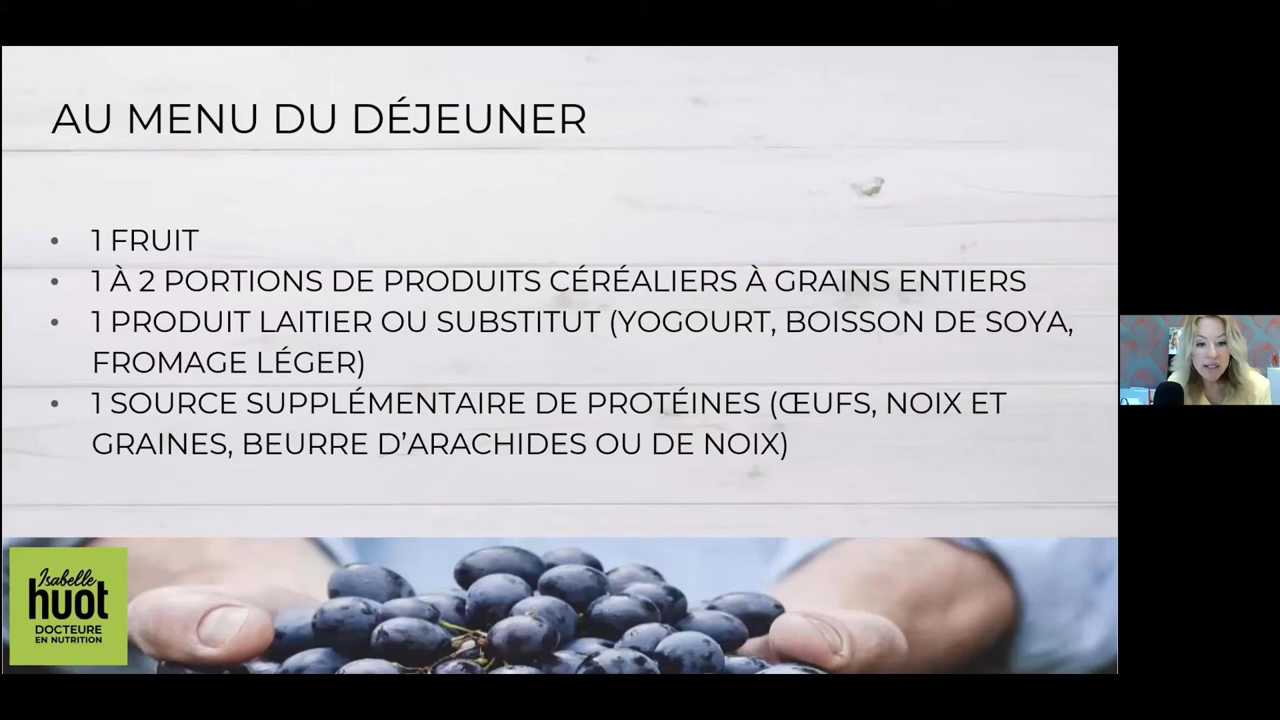 AU MENU DU DÉJEUNER
• 1 FRUIT
• 1 À 2 PORTIONS DE PRODUITS CÉRÉALIERS À GRAINS ENTIERS
• 1 PRODUIT LAITIER OU SUBSTITUT (YOGOURT, BOISSON DE SOYA,
FROMAGE LÉGER)
• 1 SOURCE SUPPLÉMENTAIRE DE PROTÉINES (ŒUFS, NOIX ET
GRAINES, BEURRE D’ARACHIDES OU DE NOIX)
Isabelle
huot
DOCTEURE
EN NUTRITION